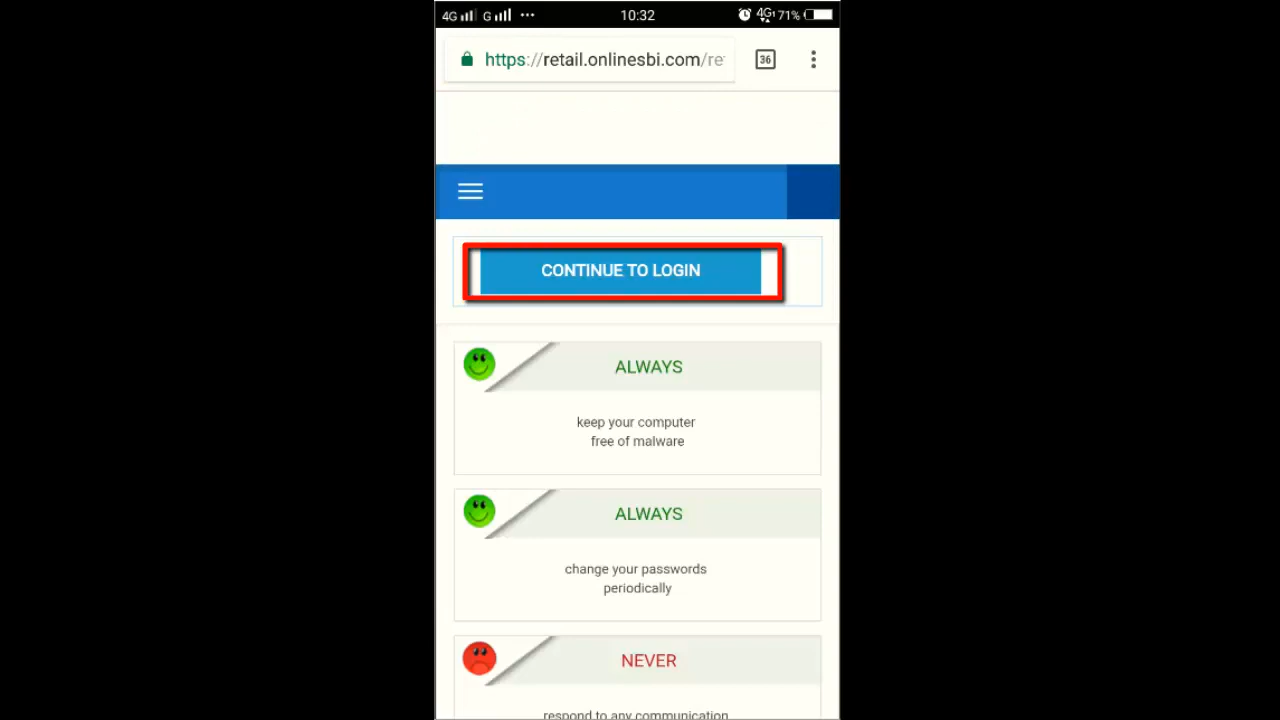 4G G ... 10:32 4G 71%
https://retail.onlinesbi.com/re 36
CONTINUE TO LOGIN
ALWAYS
keep your computer
free of malware
ALWAYS
change your passwords
periodically
NEVER
respond to any communication